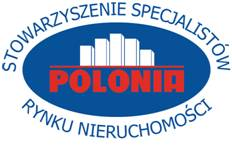 STOWARZYSZENIE SPECJALISTÓW
POLONIA
RYNKU NIERUCHOMOŚCI